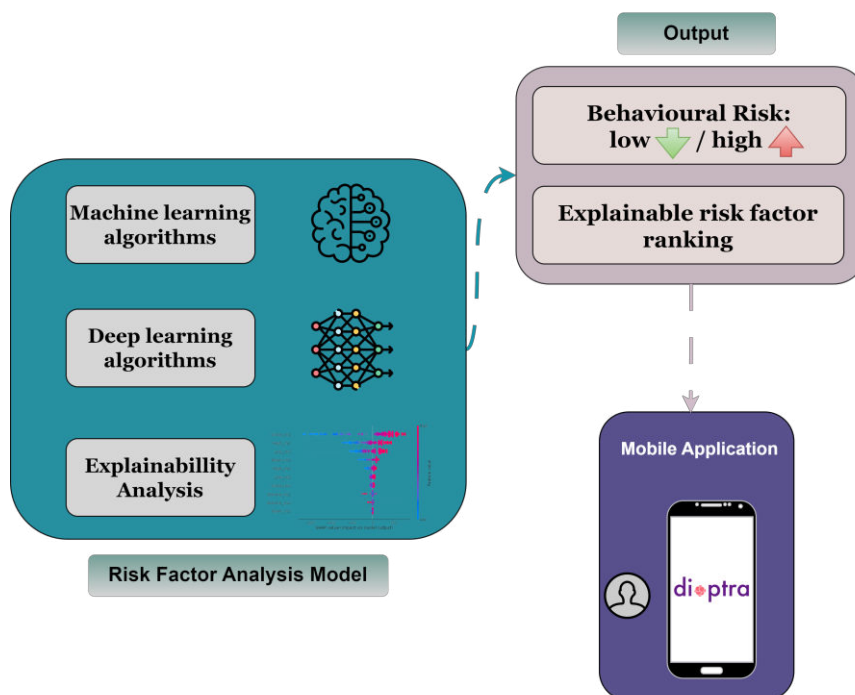 Output
Behavioural Risk:
low / high
Explainable risk factor
ranking
Machine learning
algorithms
Deep learning
algorithms
Explainabillity
Analysis
Risk Factor Analysis Model
Mobile Application
dioptra